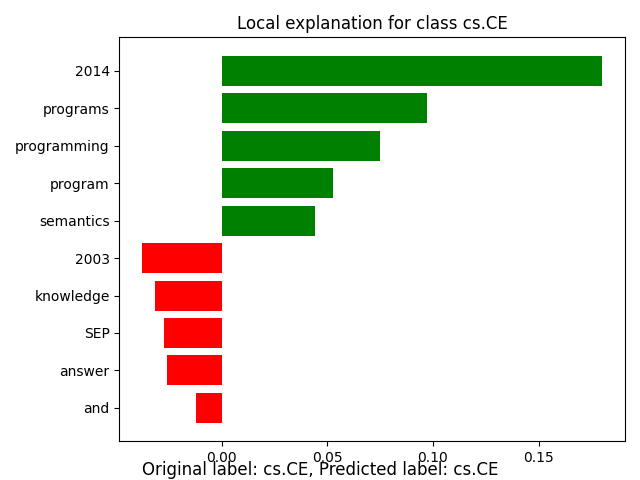 Local explanation for class cs.CE
2014
programs
programming
program
semantics
2003
knowledge
SEP
answer
and
0.00 0.05 0.10 0.15
Original label: cs.CE, Predicted label: cs.CE